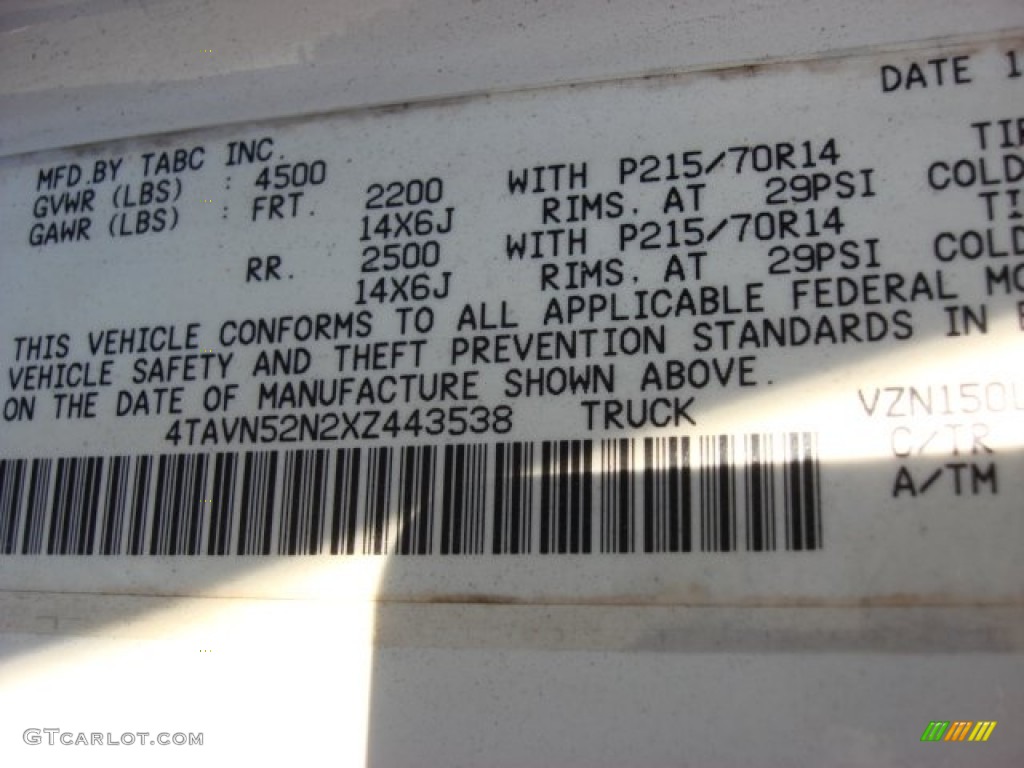 DATE 1
MFD.BY TABC INC.
GVWR (LBS) : 4500
GAWR (LBS) : FRT. 2200 WITH P215/70R14
14X6J RIMS, AT 29PSI COLD
RR. 2500 WITH P215/70R14
14X6J RIMS, AT 29PSI COLD
THIS VEHICLE CONFORMS TO ALL APPLICABLE FEDERAL
VEHICLE SAFETY AND THEFT PREVENTION STANDARDS IN
ON THE DATE OF MANUFACTURE SHOWN ABOVE.
4TAVN52N2XZ443538 TRUCK VZN150L
C/TR
A/TM
GTCARLOT.COM